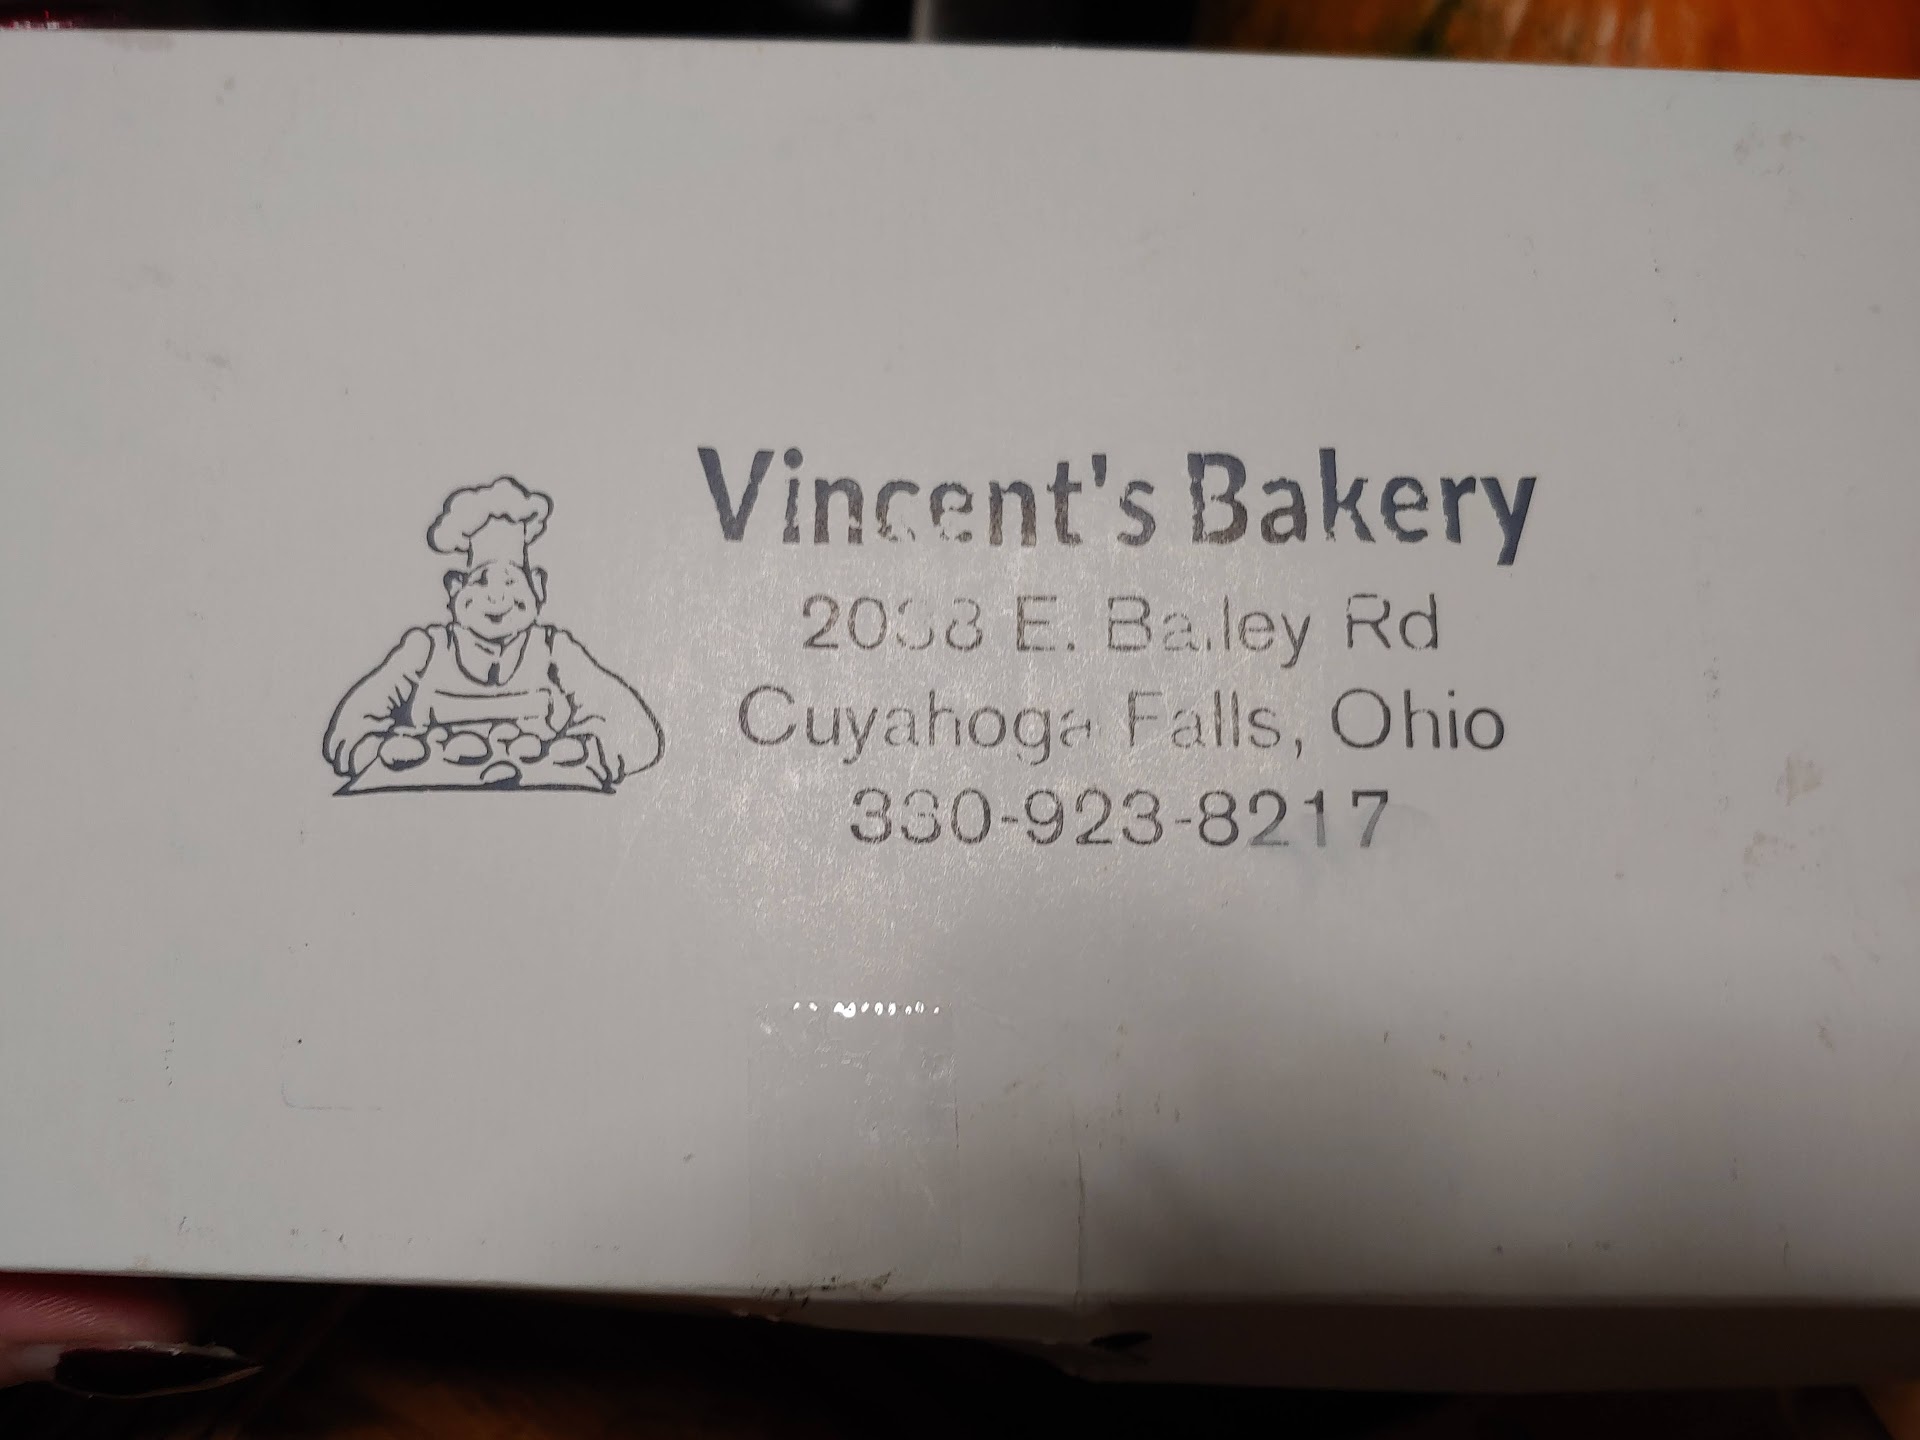 Vincent's Bakery
E. Bailey Rd
Cuyahoga Falls, Ohio
330-923-8217